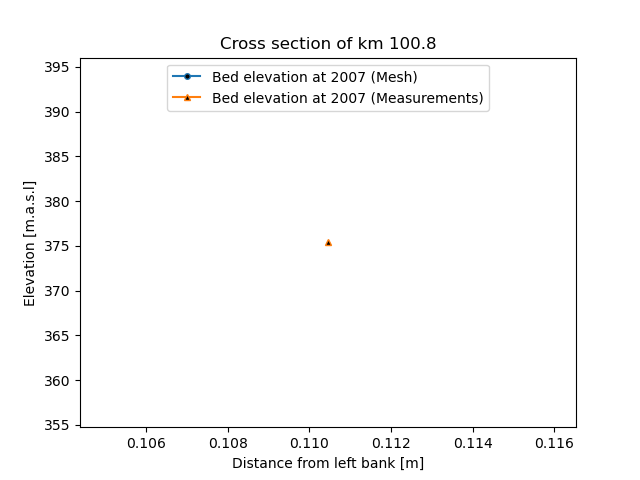 Cross section of km 100.8
Bed elevation at 2007 (Mesh)
Bed elevation at 2007 (Measurements)
395
390
385
380
375
370
365
360
355
Elevation [m.a.s.l]
0.106 0.108 0.110 0.112 0.114 0.116
Distance from left bank [m]